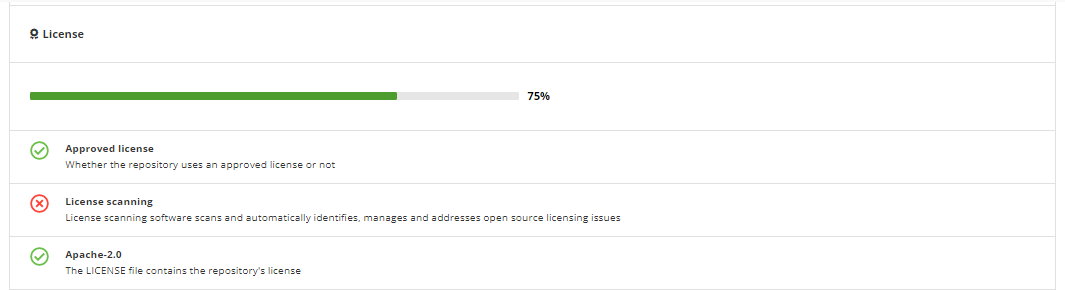 License
75%
Approved license
Whether the repository uses an approved license or not
License scanning
License scanning software scans and automatically identifies, manages and addresses open source licensing issues
Apache-2.0
The LICENSE file contains the repository's license